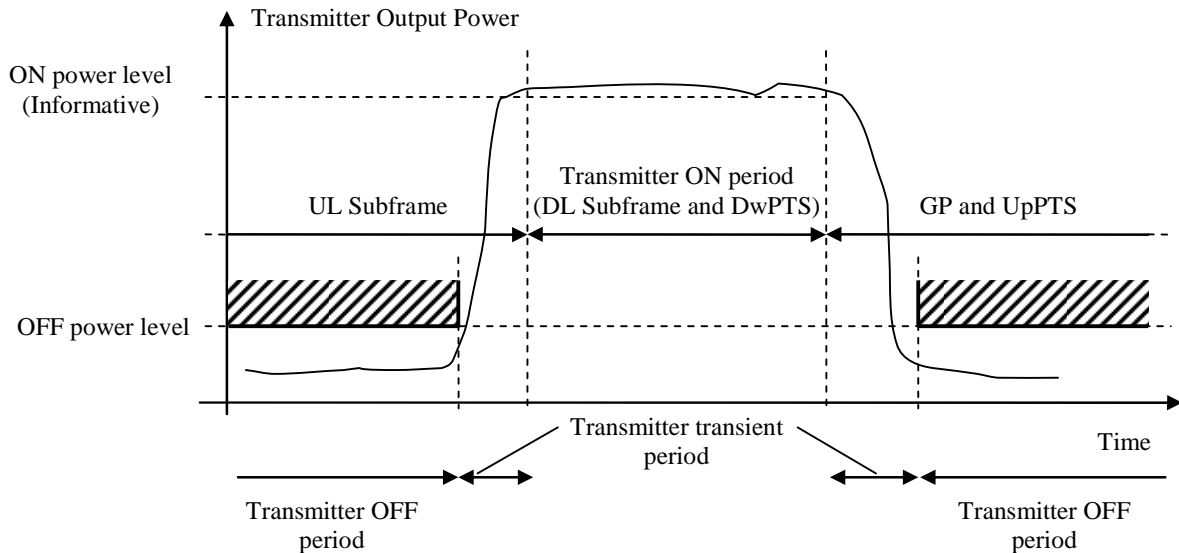 Transmitter Output Power
ON power level
(Informative)
Transmitter ON period
UL Subframe
(DL Subframe and DwPTS)
GP and UpPTS
OFF power level
Transmitter transient
period
Time
Transmitter OFF
period
Transmitter OFF
period